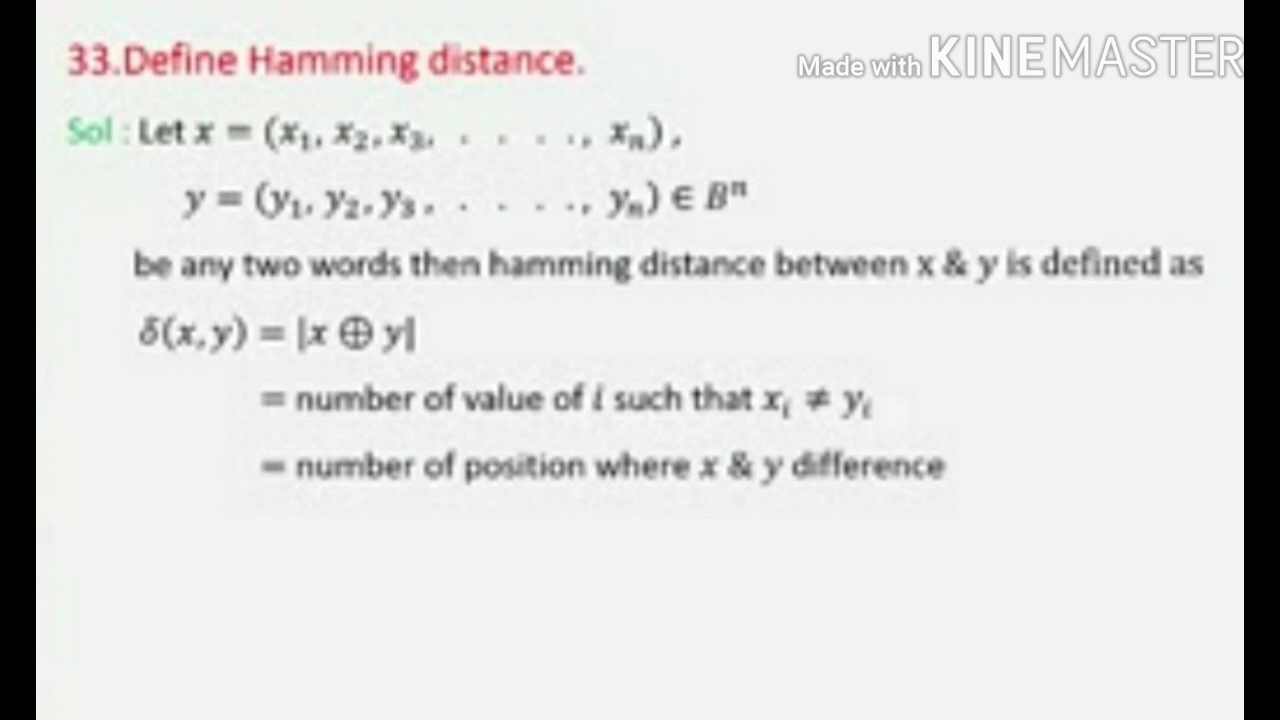 33.Define Hamming distance.
Made with KINEMASTER
Sol : Let x = (x₁, x₂, x₃, . . . ., xₙ),
y = (y₁, y₂, y₃, . . . . ., yₙ) ∈ Bⁿ
be any two words then hamming distance between x & y is defined as
δ(x, y) = |x ⊕ y|
= number of value of i such that xᵢ ≠ yᵢ
= number of position where x & y difference